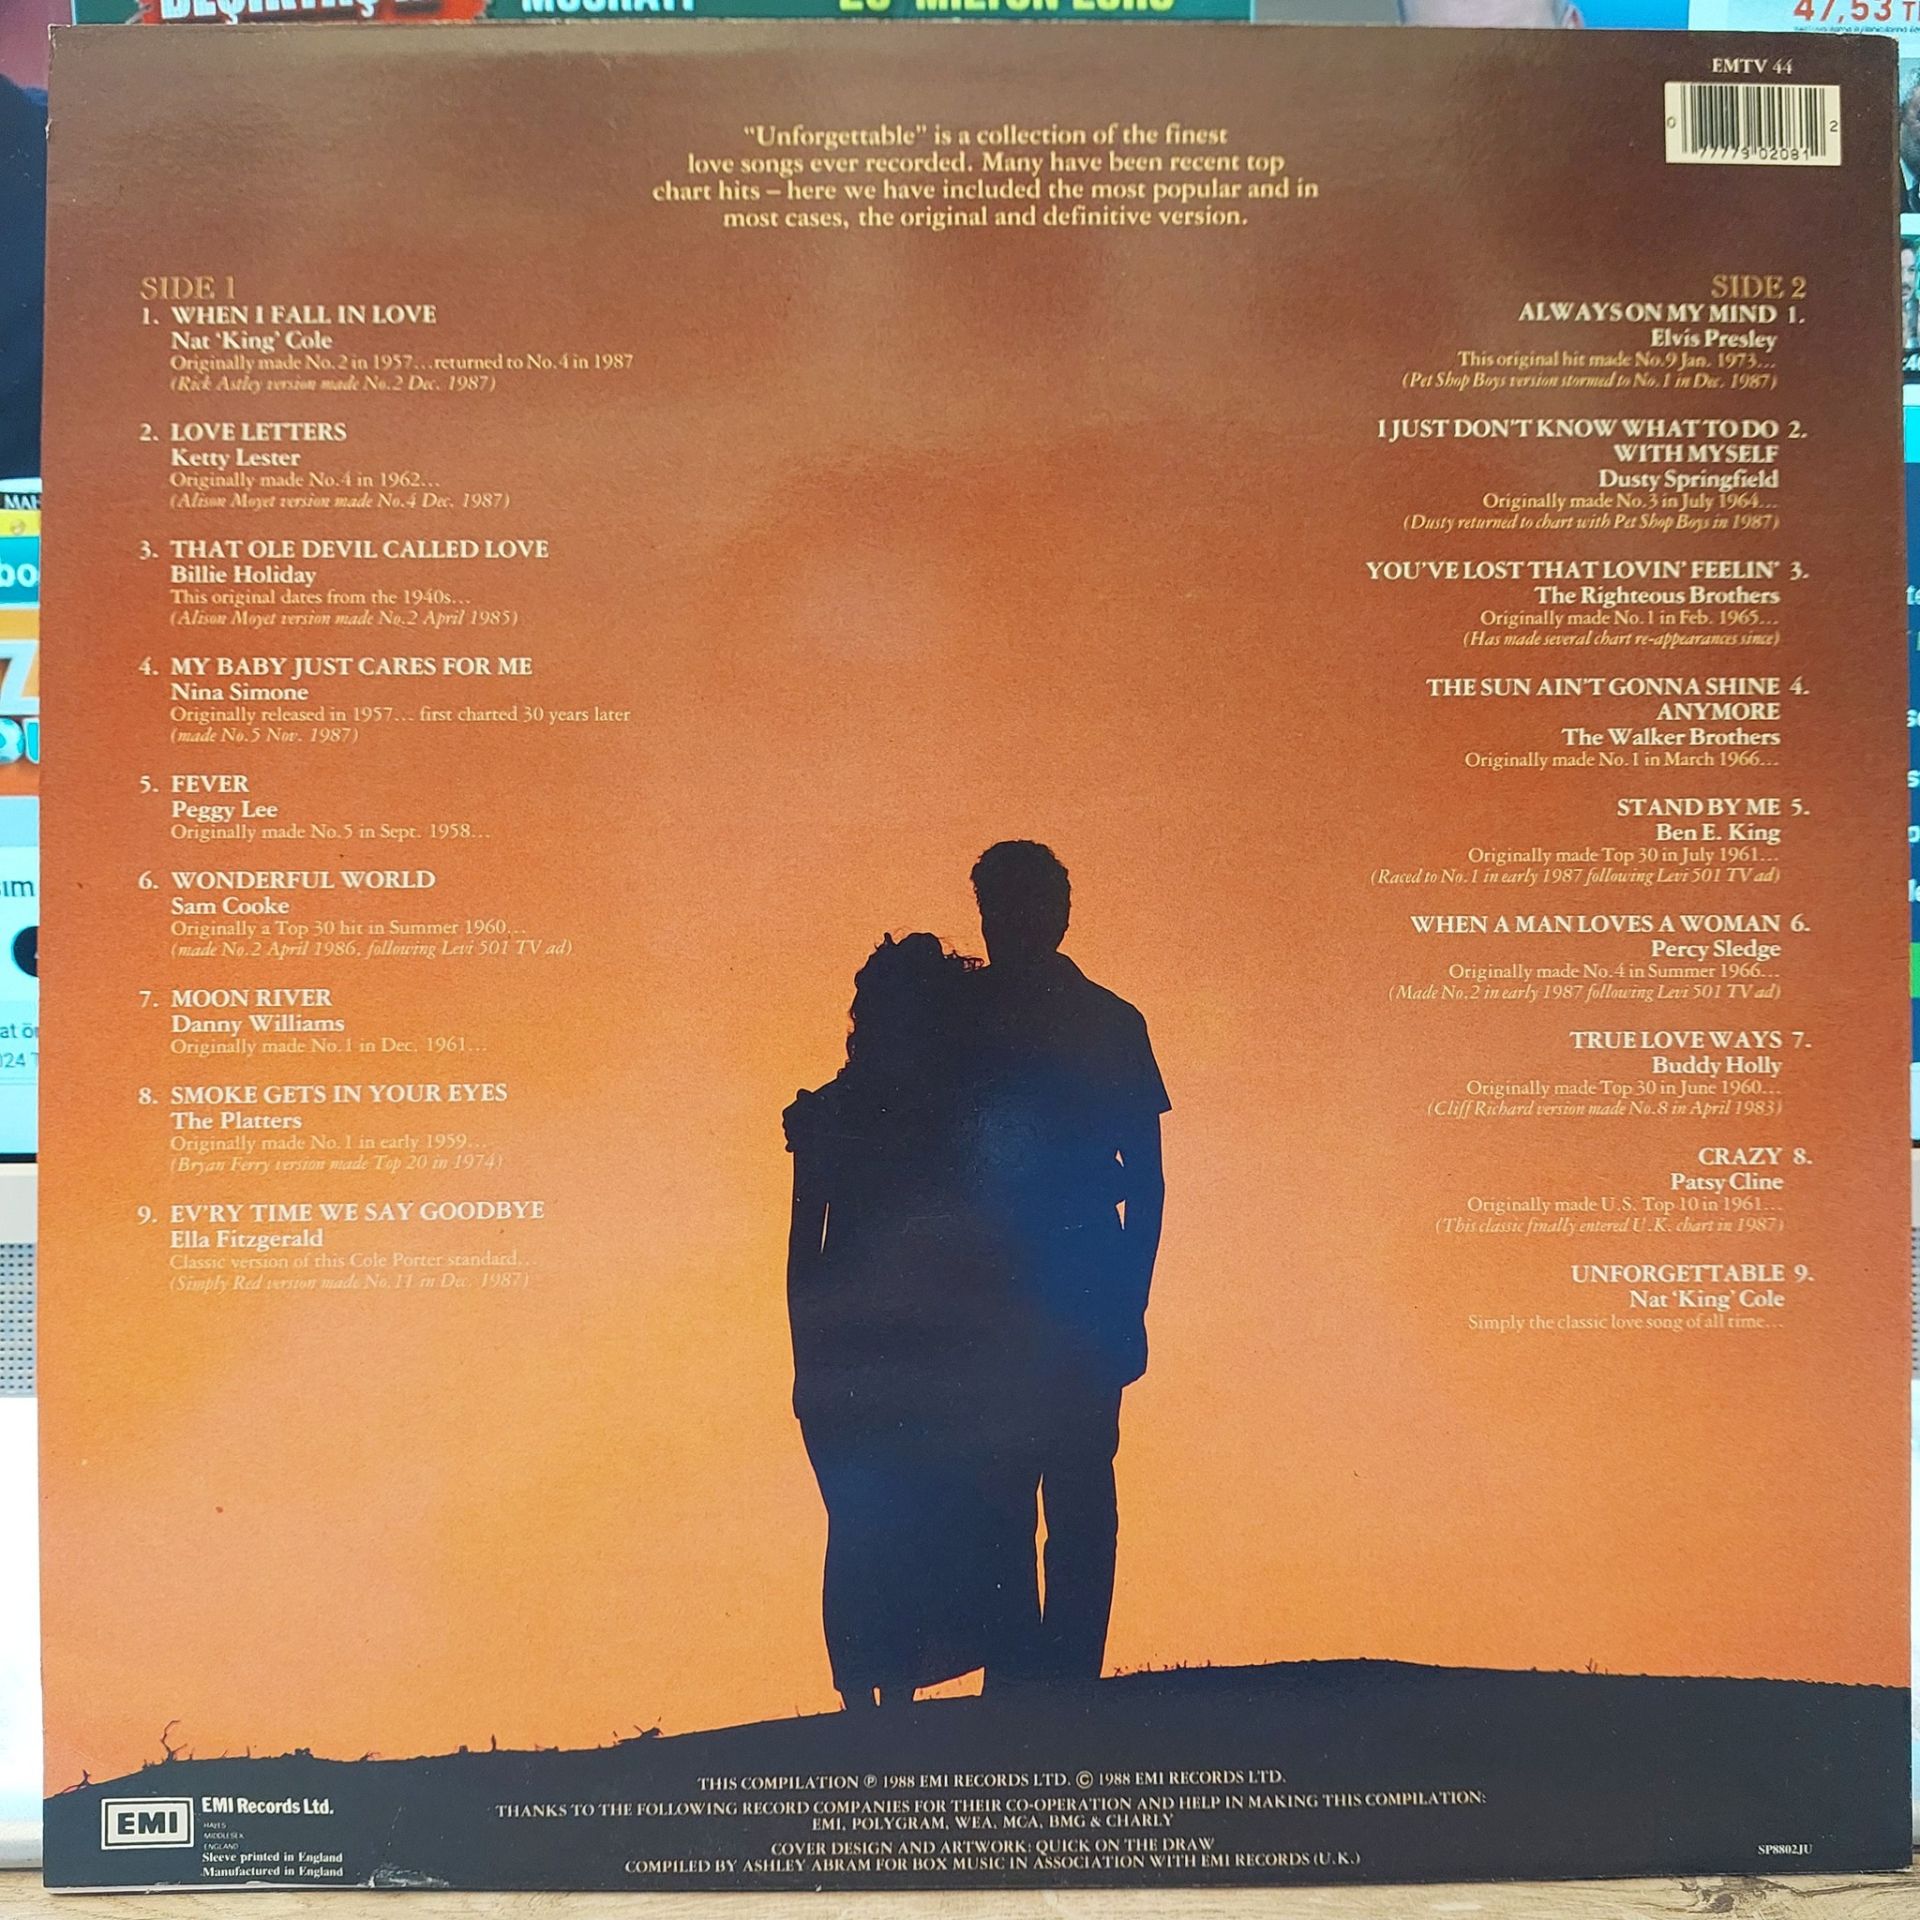 BEŞİKTAŞ
47,53 T
EMTV 44
0 77779 02081 2
"Unforgettable" is a collection of the finest
love songs ever recorded. Many have been recent top
chart hits – here we have included the most popular and in
most cases, the original and definitive version.
SIDE 1
1. WHEN I FALL IN LOVE
Nat 'King' Cole
Originally made No.2 in 1957...returned to No.4 in 1987
(Rick Astley version made No.2 Dec. 1987)
2. LOVE LETTERS
Ketty Lester
Originally made No.4 in 1962...
(Alison Moyet version made No.4 Dec. 1987)
3. THAT OLE DEVIL CALLED LOVE
Billie Holiday
This original dates from the 1940s...
(Alison Moyet version made No.2 April 1985)
4. MY BABY JUST CARES FOR ME
Nina Simone
Originally released in 1957... first charted 30 years later
(made No.5 Nov. 1987)
5. FEVER
Peggy Lee
Originally made No.5 in Sept. 1958...
6. WONDERFUL WORLD
Sam Cooke
Originally a Top 30 hit in Summer 1960...
(made No.2 April 1986, following Levi 501 TV ad)
7. MOON RIVER
Danny Williams
Originally made No.1 in Dec. 1961...
8. SMOKE GETS IN YOUR EYES
The Platters
Originally made No.1 in early 1959...
(Bryan Ferry version made Top 20 in 1974)
9. EV'RY TIME WE SAY GOODBYE
Ella Fitzgerald
Classic version of this Cole Porter standard...
(Simply Red version made No.11 in Dec. 1987)
SIDE 2
ALWAYS ON MY MIND 1.
Elvis Presley
This original hit made No.9 Jan. 1973...
(Pet Shop Boys version stormed to No.1 in Dec. 1987)
I JUST DON'T KNOW WHAT TO DO 2.
WITH MYSELF
Dusty Springfield
Originally made No.3 in July 1964...
(Dusty returned to chart with Pet Shop Boys in 1987)
YOU'VE LOST THAT LOVIN' FEELIN' 3.
The Righteous Brothers
Originally made No.1 in Feb. 1965...
(Has made several chart re-appearances since)
THE SUN AIN'T GONNA SHINE 4.
ANYMORE
The Walker Brothers
Originally made No.1 in March 1966...
STAND BY ME 5.
Ben E. King
Originally made Top 30 in July 1961...
(Raced to No.1 in early 1987 following Levi 501 TV ad)
WHEN A MAN LOVES A WOMAN 6.
Percy Sledge
Originally made No.4 in Summer 1966...
(Made No.2 in early 1987 following Levi 501 TV ad)
TRUE LOVE WAYS 7.
Buddy Holly
Originally made Top 30 in June 1960...
(Cliff Richard version made No.8 in April 1983)
CRAZY 8.
Patsy Cline
Originally made U.S. Top 10 in 1961...
(This classic finally entered U.K. chart in 1987)
UNFORGETTABLE 9.
Nat 'King' Cole
Simply the classic love song of all time...
THIS COMPILATION ℗ 1988 EMI RECORDS LTD. © 1988 EMI RECORDS LTD.
THANKS TO THE FOLLOWING RECORD COMPANIES FOR THEIR CO-OPERATION AND HELP IN MAKING THIS COMPILATION:
EMI, POLYGRAM, WEA, MCA, BMG & CHARLY
COVER DESIGN AND ARTWORK: QUICK ON THE DRAW
COMPILED BY ASHLEY ABRAM FOR BOX MUSIC IN ASSOCIATION WITH EMI RECORDS (U.K.)
EMI
EMI Records Ltd.
HAYES
MIDDLESEX
ENGLAND
Sleeve printed in England
Manufactured in England
SP8802JU